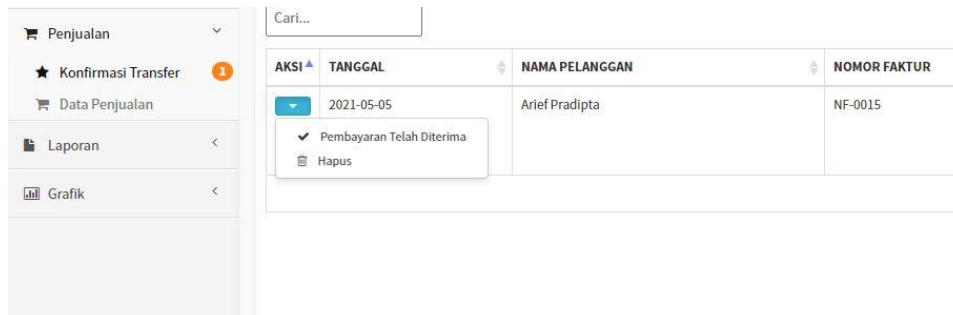 Cari...
Penjualan
Konfirmasi Transfer 1
Data Penjualan
Laporan
Grafik
AKSI TANGGAL NAMA PELANGGAN NOMOR FAKTUR
2021-05-05 Arief Pradipta NF-0015
Pembayaran Telah Diterima
Hapus